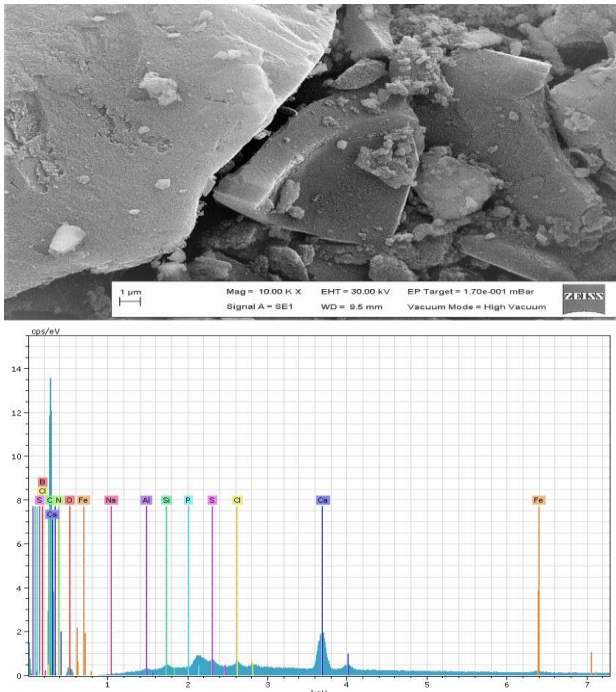 1 µm Mag = 10.00 K X EHT = 30.00 kV EP Target = 1.70e-001 mBar
Signal A = SE1 WD = 9.5 mm Vacuum Mode = High Vacuum
ZEISS
cps/eV
14
12
10
8
6
4
2
0
B
Cl
S C N O Fe Na Al Si P S Cl Ca Fe
Ca
1 2 3 4 5 6 7